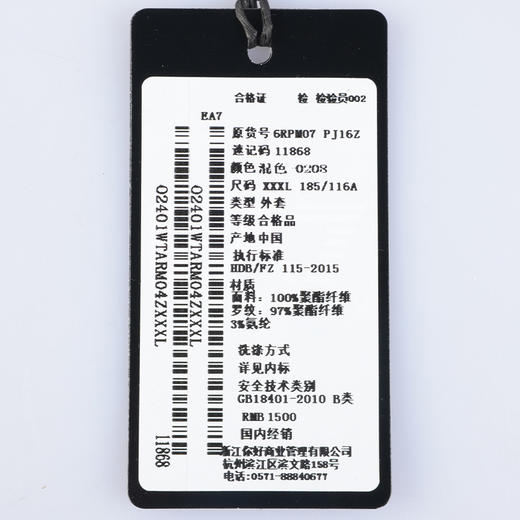 合格证 检 检验员002
EA7
原货号 6RPM07 PJ16Z
速记码 11868
颜色 混色 0208
尺码 XXXL 185/116A
类型 外套
等级合格品
产地中国
执行标准
HDB/FZ 115-2015
材质
面料: 100%聚酯纤维
罗纹: 97%聚酯纤维
3%氨纶
洗涤方式
详见内标
安全技术类别
GB18401-2010 B类
RMB 1500
国内经销
浙江你好商业管理有限公司
杭州滨江区滨文路158号
电话:0571-88840677
02401WTARM04ZXXXL
02401WTARM04ZXXXL
11868